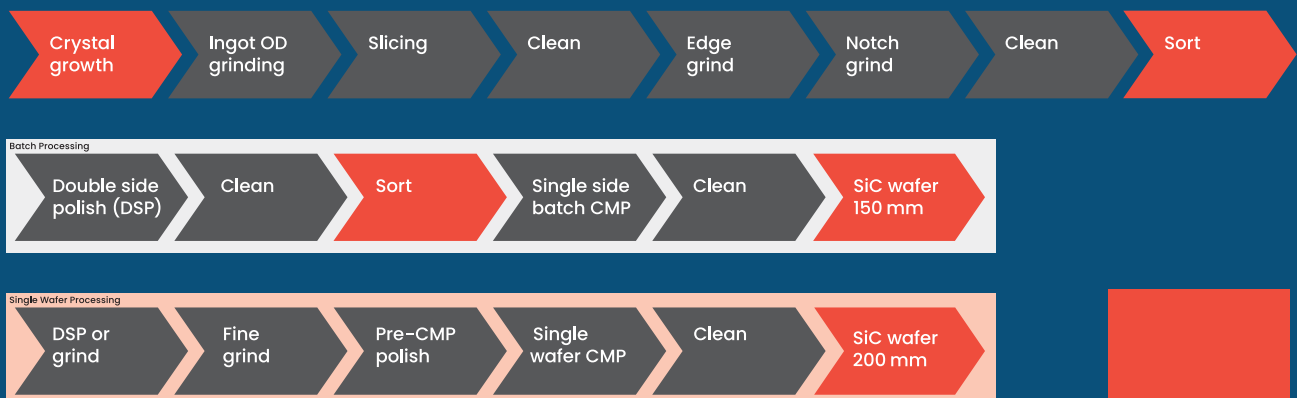 Crystal
growth
Ingot OD
grinding
Slicing
Clean
Edge
grind
Notch
grind
Clean
Sort
Batch Processing
Double side
polish (DSP)
Clean
Sort
Single side
batch CMP
Clean
SiC wafer
150 mm
Single Wafer Processing
DSP or
grind
Fine
grind
Pre-CMP
polish
Single
wafer CMP
Clean
SiC wafer
200 mm